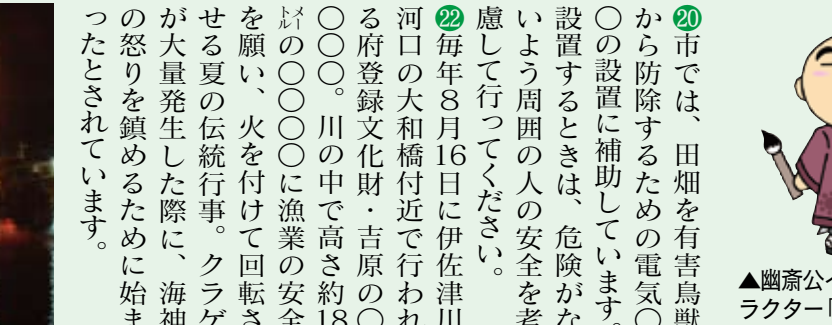 ⑳市では、田畑を有害鳥獣
から防除するための電気〇
〇の設置に補助しています。
設置するときは、危険がな
いよう周囲の人の安全を考
慮して行ってください。
㉒毎年８月16日に伊佐津川
河口の大和橋付近で行われ
る府登録文化財・吉原の〇
〇〇〇。川の中で高さ約18
㍍の〇〇〇〇に漁業の安全
を願い、火を付けて回転さ
せる夏の伝統行事。クラゲ
が大量発生した際に、海神
の怒りを鎮めるために始ま
ったとされています。
▲幽斎公イ
ラクター